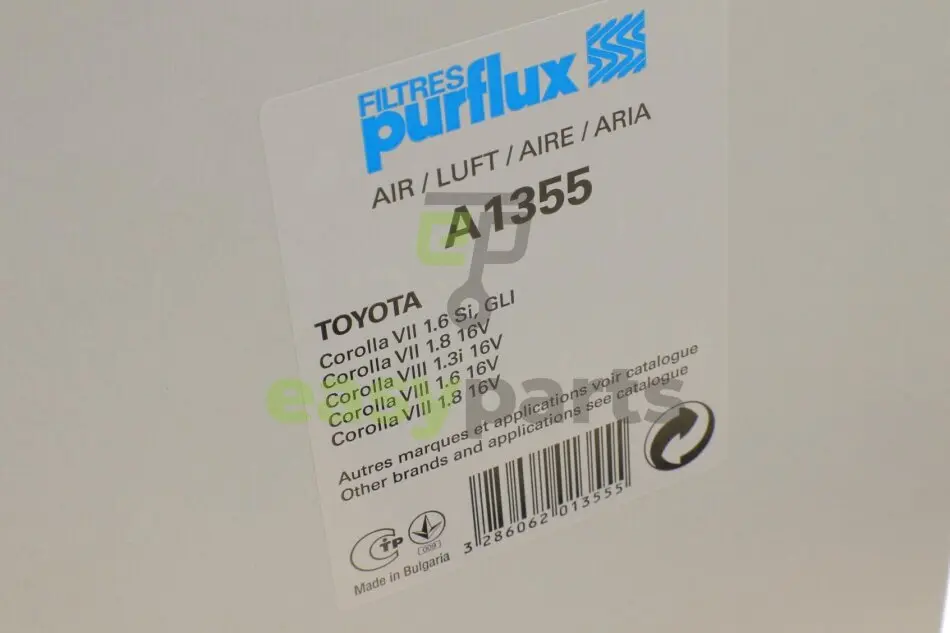 FILTRES
purflux
AIR / LUFT / AIRE / ARIA
A1355
TOYOTA
Corolla VII 1.6 Si, GLI
Corolla VII 1.8 16V
Corolla VIII 1.3i 16V
Corolla VIII 1.6 16V
Corolla VIII 1.8 16V
easyparts
Autres marques et applications voir catalogue
Other brands and applications see catalogue
3 286062 013555
Made in Bulgaria